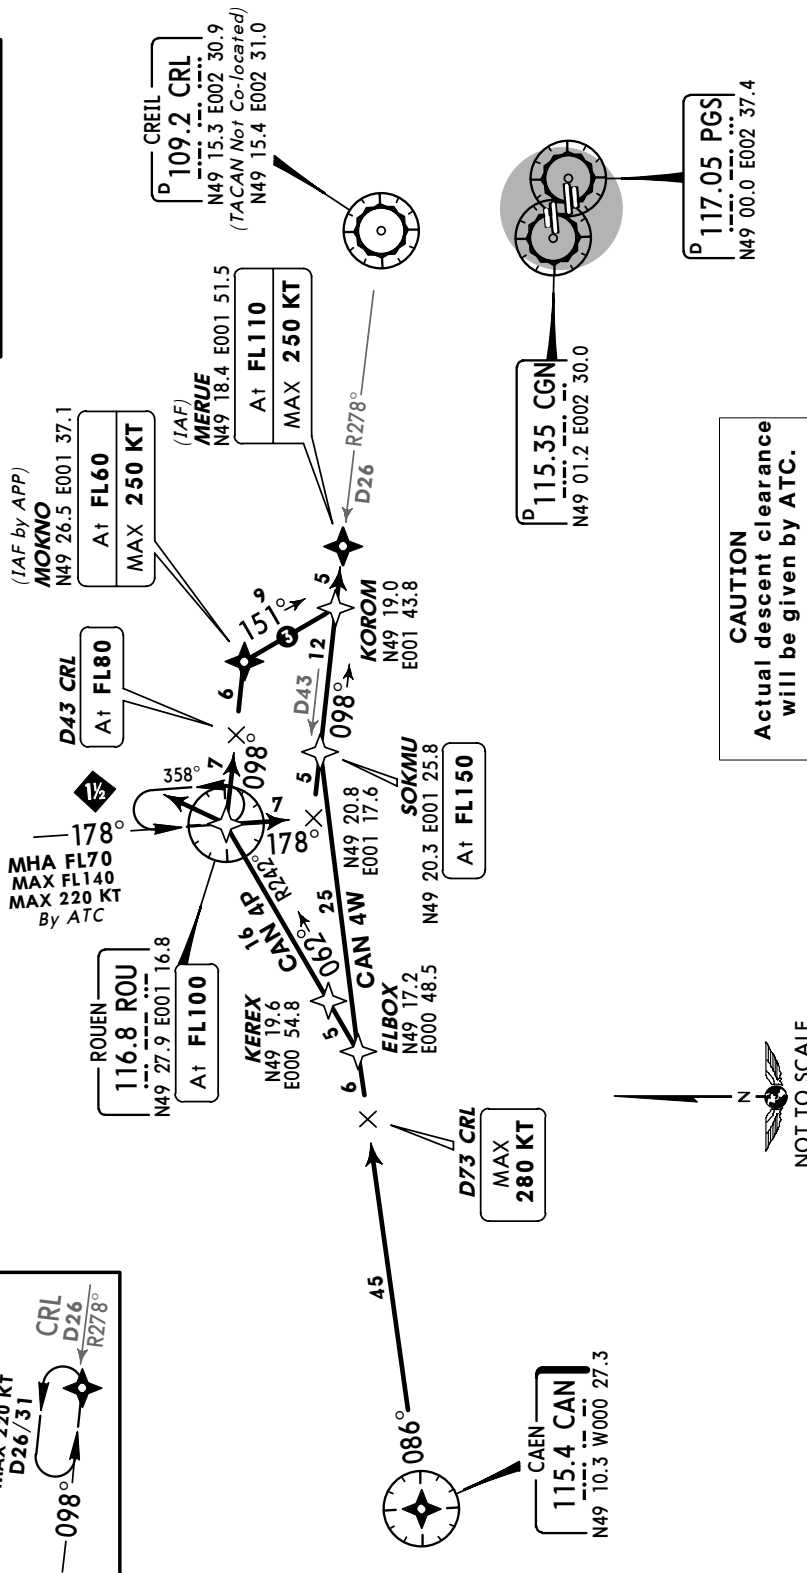 CREIL
D 109.2 CRL
N49 15.3 E002 30.9
(TACAN Not Co-located)
N49 15.4 E002 31.0
D 117.05 PGS
N49 00.0 E002 37.4
D 115.35 CGN
N49 01.2 E002 30.0
CAUTION
Actual descent clearance
will be given by ATC.
(IAF)
MERUE
N49 18.4 E001 51.5
At FL110
MAX 250 KT
R278°
D26
(IAF by APP)
MOKNO
N49 26.5 E001 37.1
At FL60
MAX 250 KT
9
151°
3
5
KOROM
N49 19.0
E001 43.8
12
D43
098°
D43 CRL
At FL80
6
7
098°
358°
1½
178°
MHA FL70
MAX FL140
MAX 220 KT
By ATC
7
178°
5
N49 20.8
E001 17.6
SOKMU
N49 20.3 E001 25.8
At FL150
ROUEN
116.8 ROU
N49 27.9 E001 16.8
At FL100
R242°
16
CAN 4P
062°
25
CAN 4W
KEREX
N49 19.6
E000 54.8
5
ELBOX
N49 17.2
E000 48.5
6
D73 CRL
MAX
280 KT
45
086°
CAEN
115.4 CAN
N49 10.3 W000 27.3
N
NOT TO SCALE
MAX 220 KT
D26/31
CRL
D26
R278°
098°